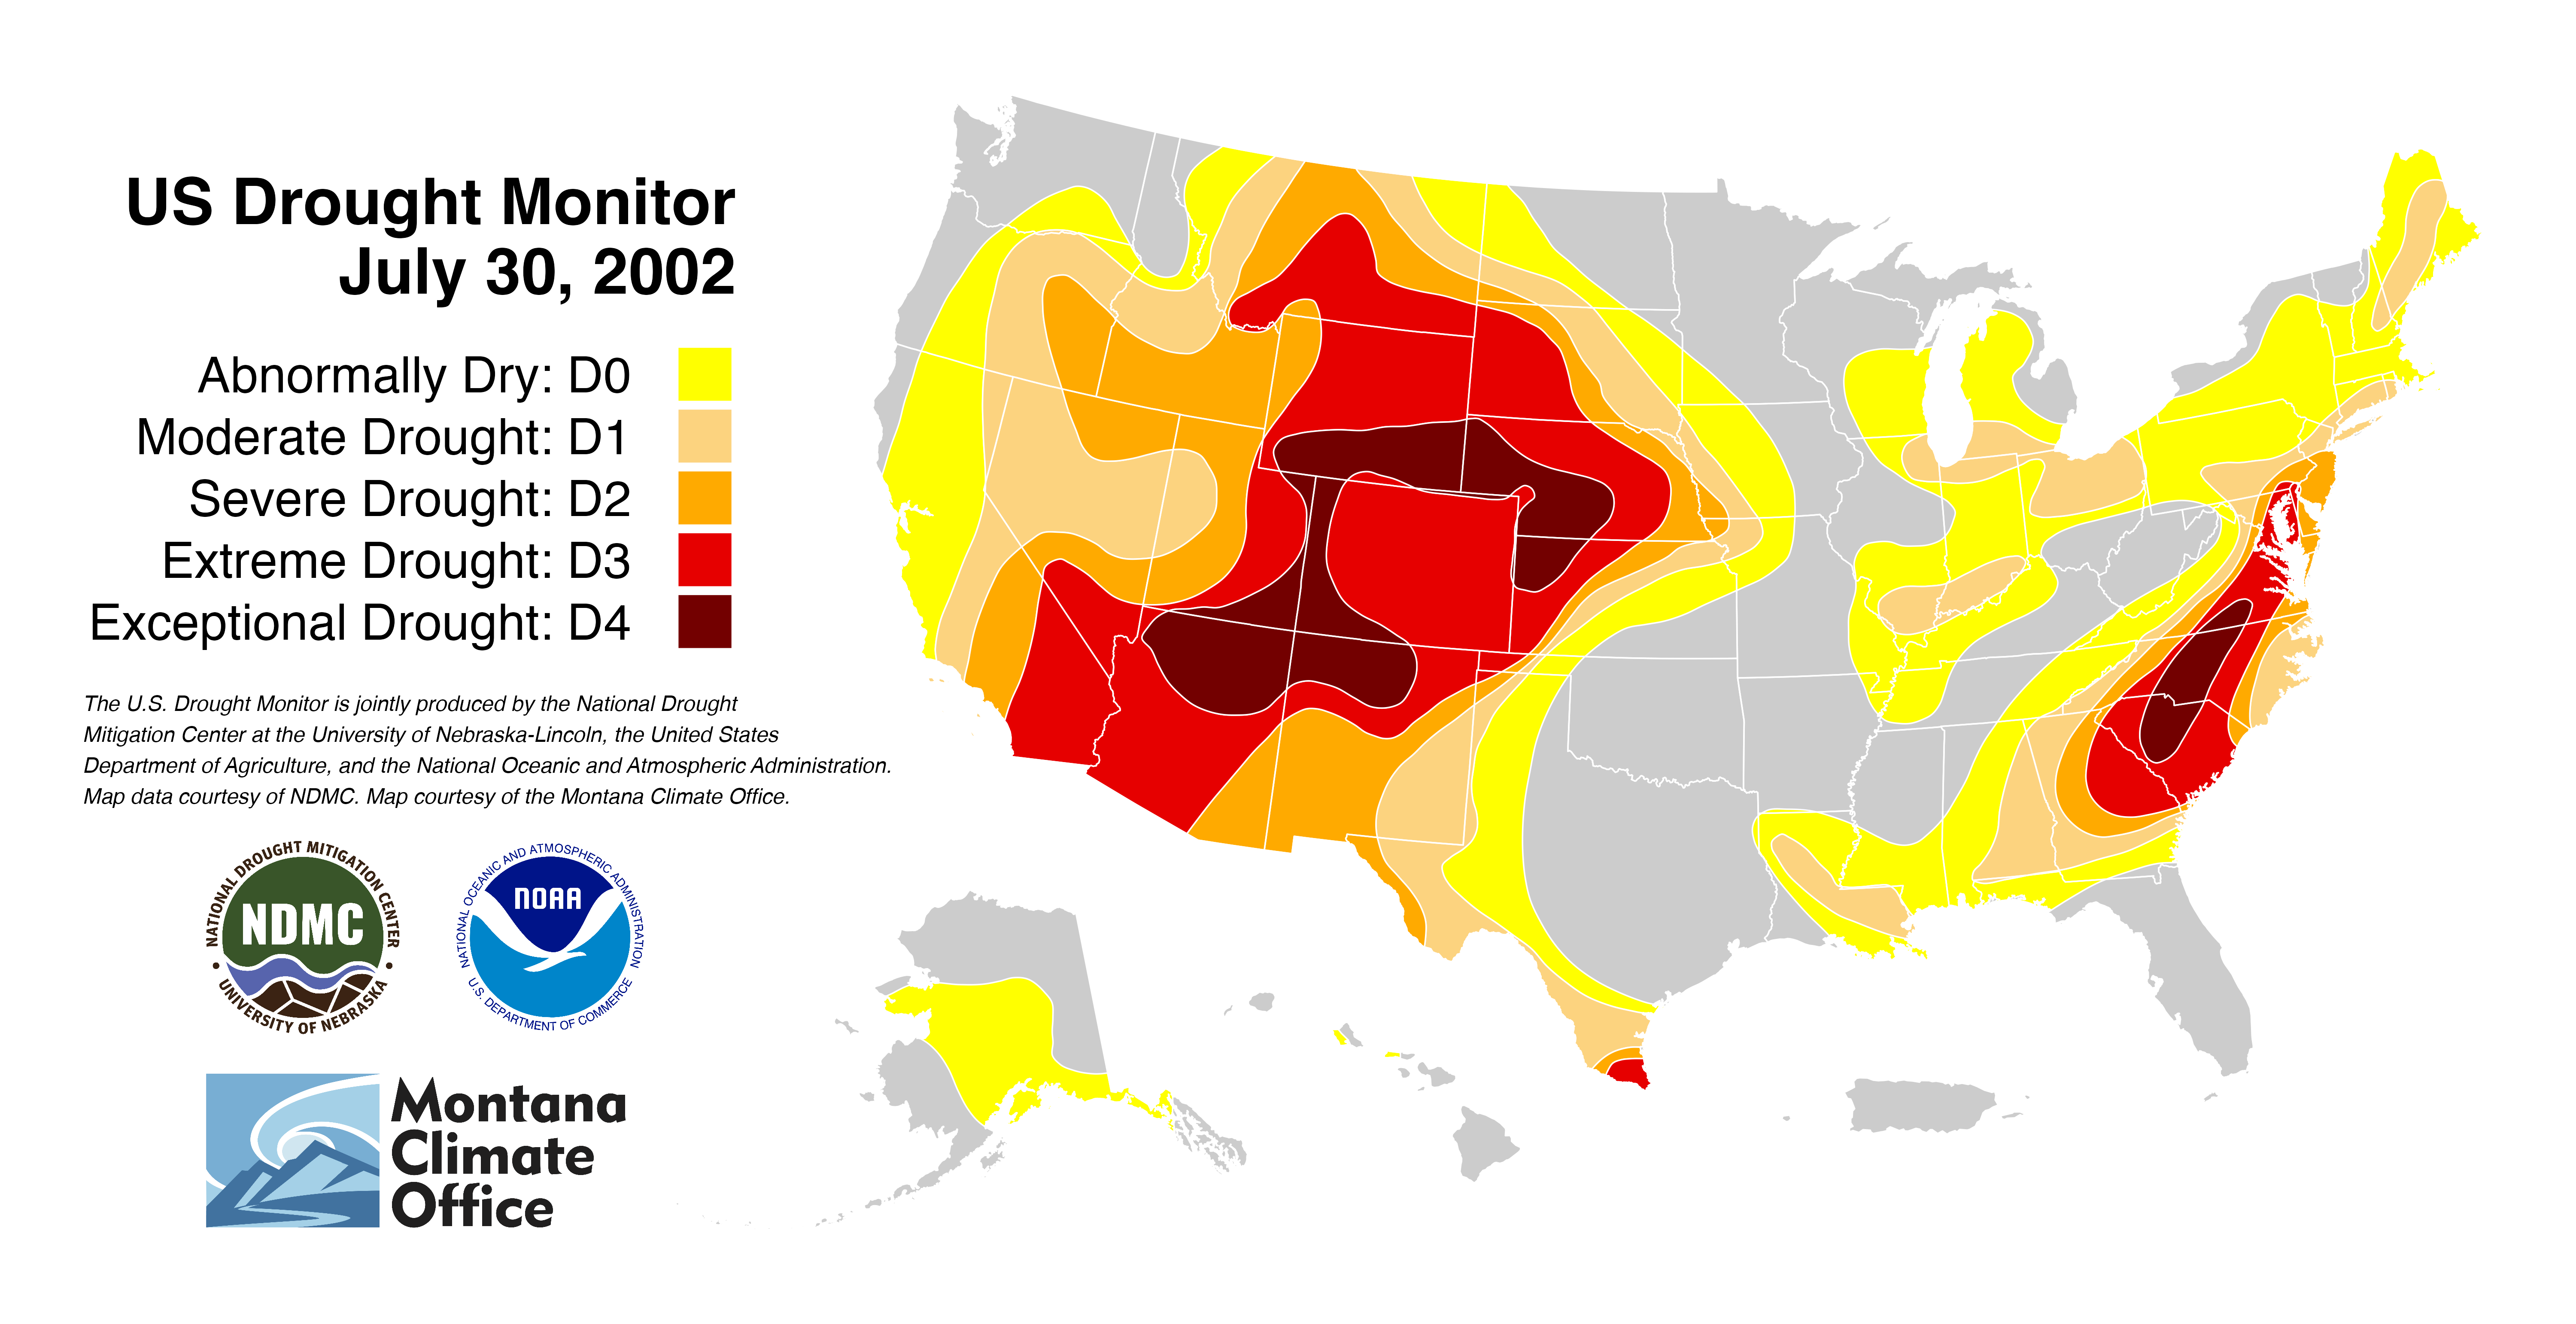 US Drought Monitor
July 30, 2002
Abnormally Dry: D0
Moderate Drought: D1
Severe Drought: D2
Extreme Drought: D3
Exceptional Drought: D4
The U.S. Drought Monitor is jointly produced by the National Drought
Mitigation Center at the University of Nebraska-Lincoln, the United States
Department of Agriculture, and the National Oceanic and Atmospheric Administration.
Map data courtesy of NDMC. Map courtesy of the Montana Climate Office.
NATIONAL DROUGHT MITIGATION CENTER
NDMC
• UNIVERSITY OF NEBRASKA •
NATIONAL OCEANIC AND ATMOSPHERIC ADMINISTRATION
NOAA
U.S. DEPARTMENT OF COMMERCE
Montana
Climate
Office